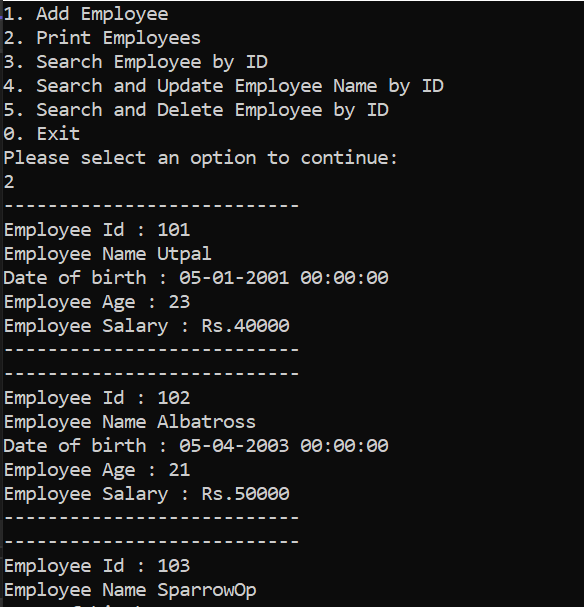 1. Add Employee
2. Print Employees
3. Search Employee by ID
4. Search and Update Employee Name by ID
5. Search and Delete Employee by ID
0. Exit
Please select an option to continue:
2
---------------------------
Employee Id : 101
Employee Name Utpal
Date of birth : 05-01-2001 00:00:00
Employee Age : 23
Employee Salary : Rs.40000
---------------------------
---------------------------
Employee Id : 102
Employee Name Albatross
Date of birth : 05-04-2003 00:00:00
Employee Age : 21
Employee Salary : Rs.50000
---------------------------
---------------------------
Employee Id : 103
Employee Name SparrowOp